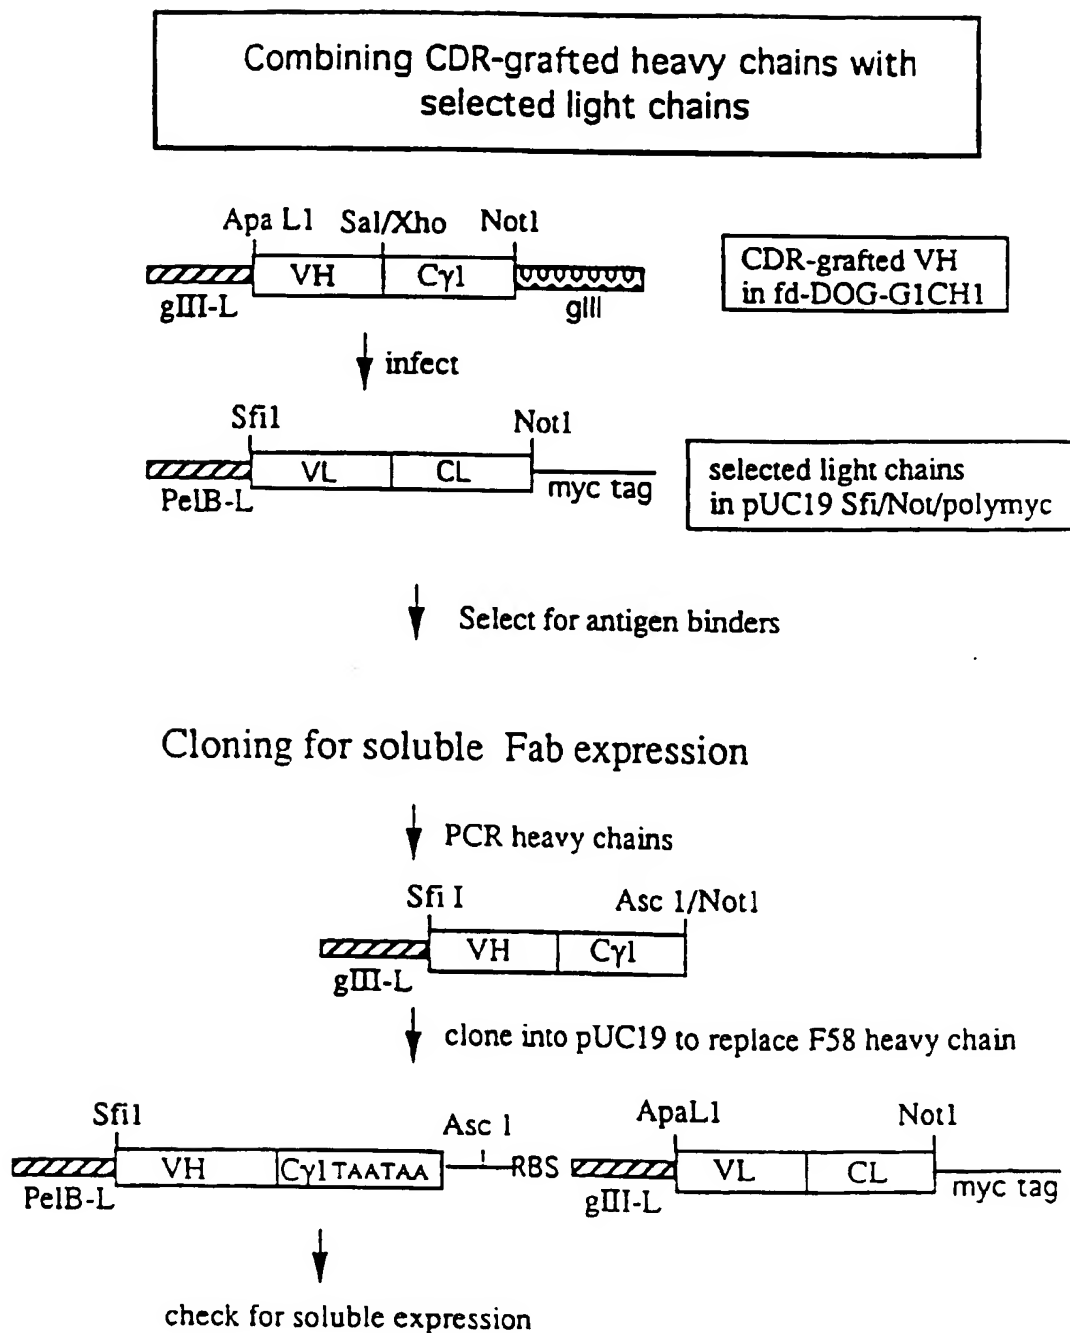 Combining CDR-grafted heavy chains with
selected light chains
Apa L1 Sal/Xho Not1
VH Cγ1
gIII-L gIII
CDR-grafted VH
in fd-DOG-G1CH1
infect
Sfi1 Not1
VL CL
PelB-L myc tag
selected light chains
in pUC19 Sfi/Not/polymyc
Select for antigen binders
Cloning for soluble Fab expression
PCR heavy chains
Sfi I Asc 1/Not1
VH Cγ1
gIII-L
clone into pUC19 to replace F58 heavy chain
Sfi1 Asc 1 ApaL1 Not1
VH Cγ1 TAATAA RBS VL CL
PelB-L gIII-L myc tag
check for soluble expression